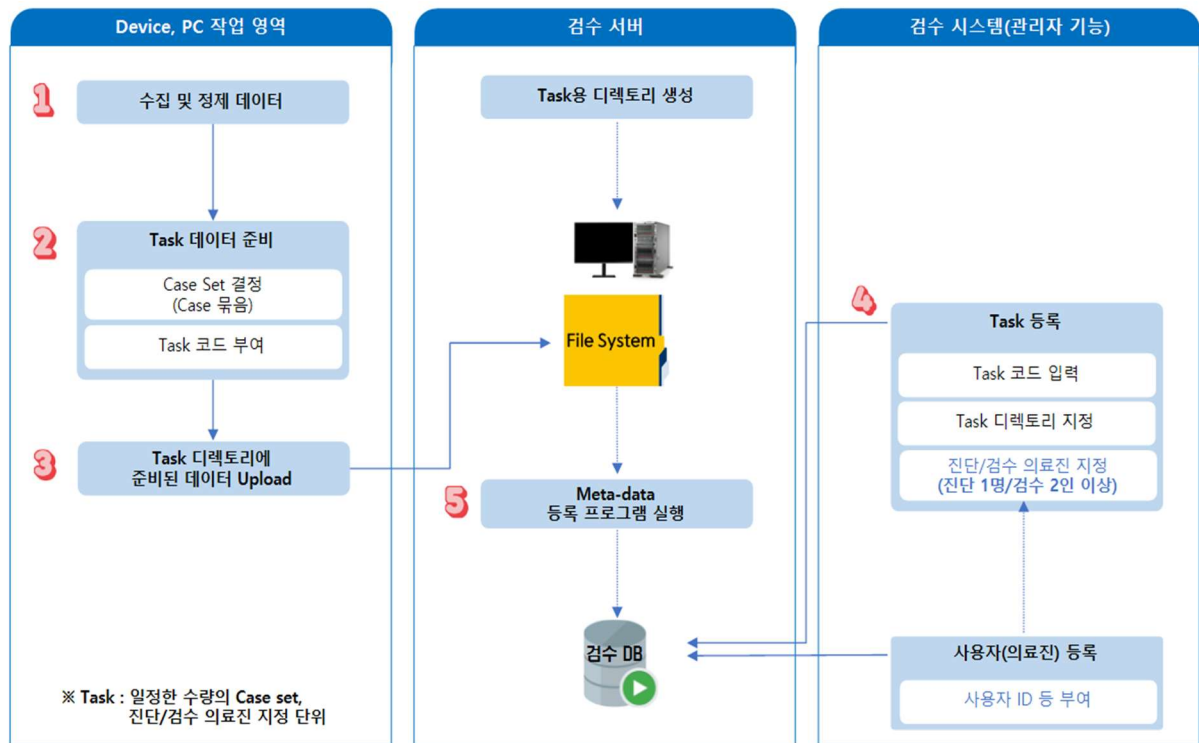 Device, PC 작업 영역
1
수집 및 정제 데이터
2
Task 데이터 준비
Case Set 결정
(Case 묶음)
Task 코드 부여
3
Task 디렉토리에
준비된 데이터 Upload
※ Task : 일정한 수량의 Case set,
진단/검수 의료진 지정 단위
검수 서버
Task용 디렉토리 생성
File System
5
Meta-data
등록 프로그램 실행
검수 DB
검수 시스템(관리자 기능)
4
Task 등록
Task 코드 입력
Task 디렉토리 지정
진단/검수 의료진 지정
(진단 1명/검수 2인 이상)
사용자(의료진) 등록
사용자 ID 등 부여